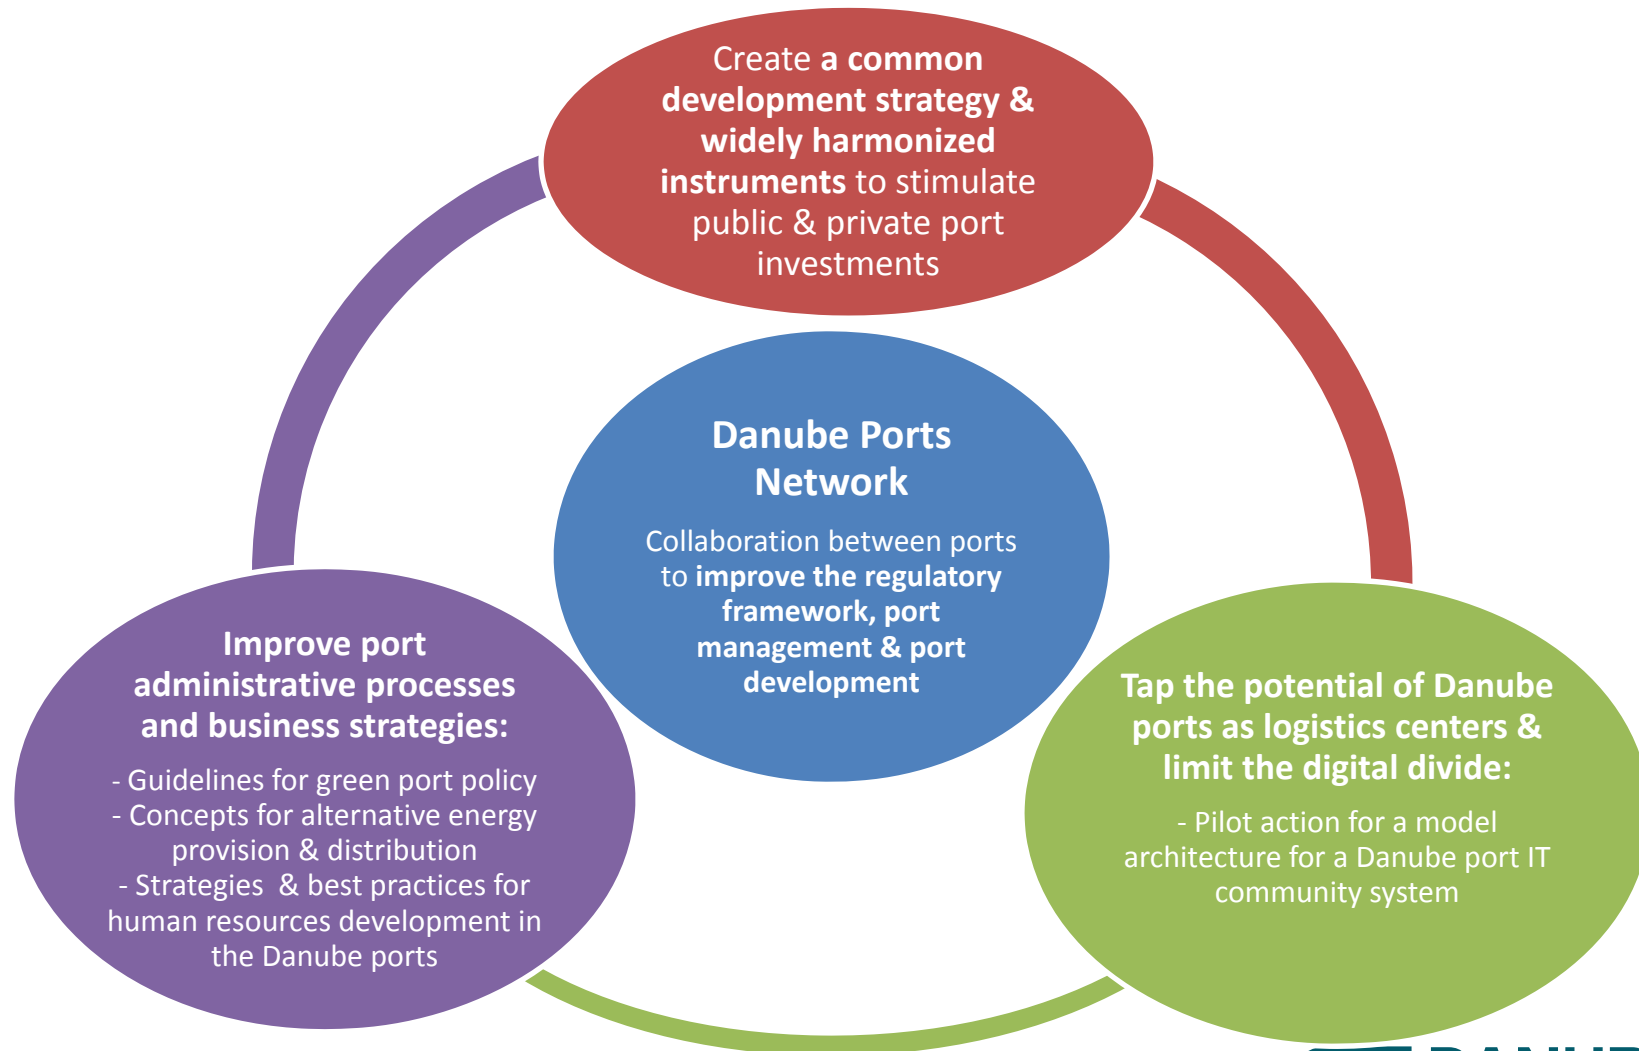 Create a common
development strategy &
widely harmonized
instruments to stimulate
public & private port
investments
Danube Ports
Network
Collaboration between ports
to improve the regulatory
framework, port
management & port
development
Improve port
administrative processes
and business strategies:
- Guidelines for green port policy
- Concepts for alternative energy
provision & distribution
- Strategies & best practices for
human resources development in
the Danube ports
Tap the potential of Danube
ports as logistics centers &
limit the digital divide:
- Pilot action for a model
architecture for a Danube port IT
community system